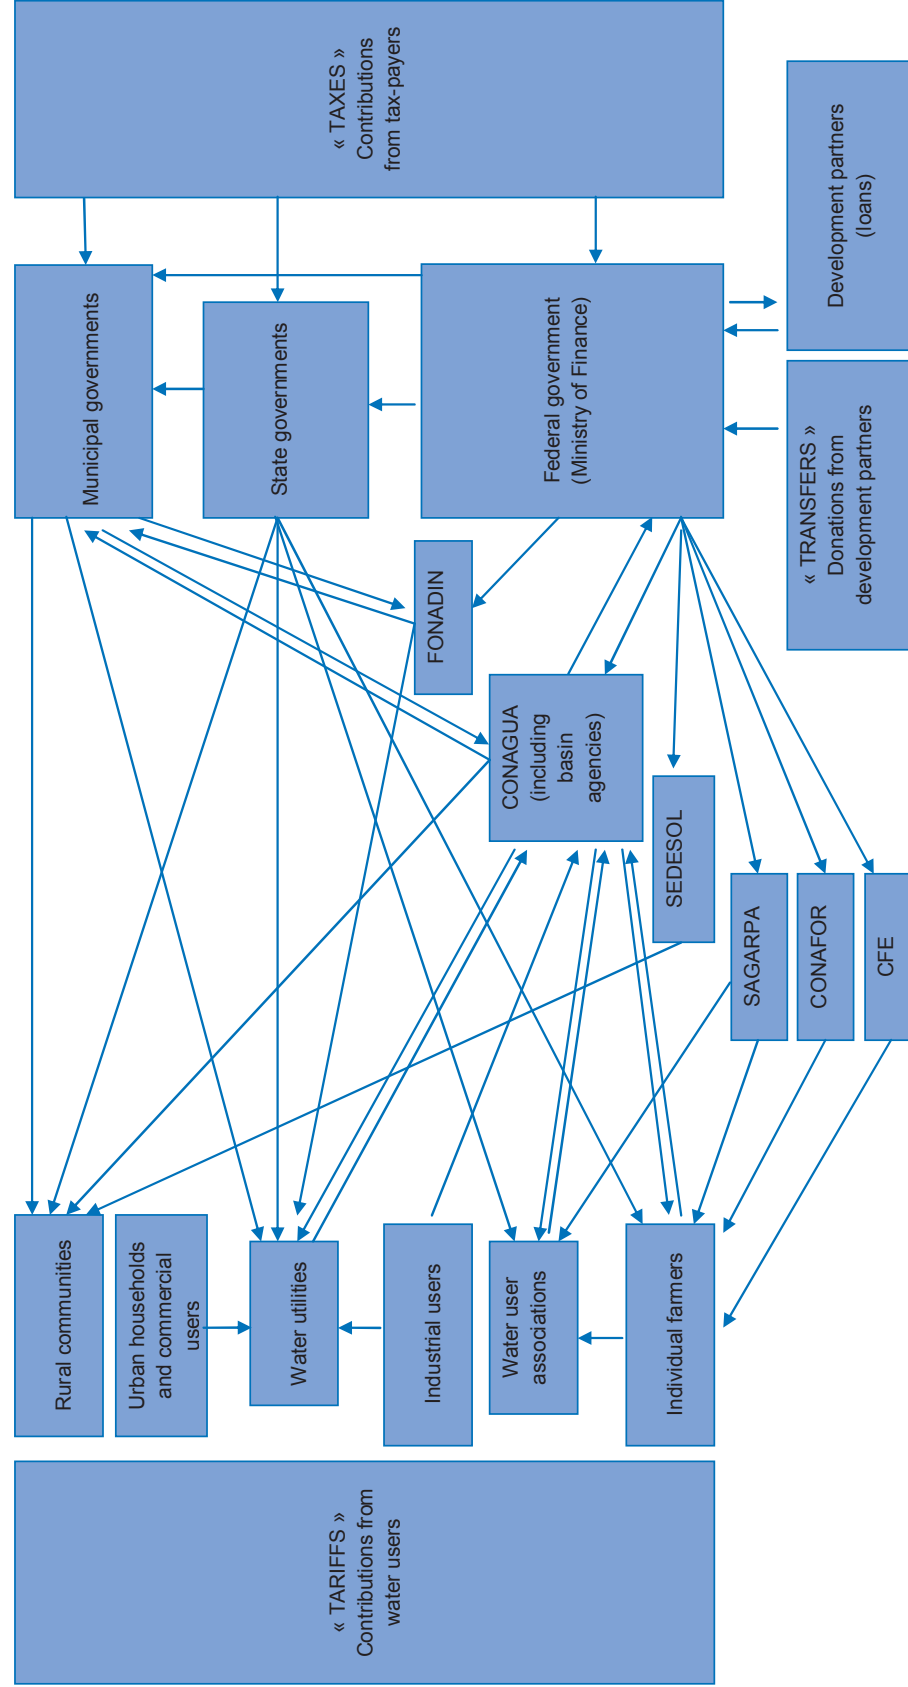 « TARIFFS »
Contributions from
water users
Rural communities
Urban households
and commercial
users
Water utilities
Industrial users
Water user
associations
Individual farmers
FONADIN
CONAGUA
(including
basin
agencies)
SEDESOL
SAGARPA
CONAFOR
CFE
Municipal governments
State governments
Federal government
(Ministry of Finance)
« TAXES »
Contributions
from tax-payers
« TRANSFERS »
Donations from
development partners
Development partners
(loans)